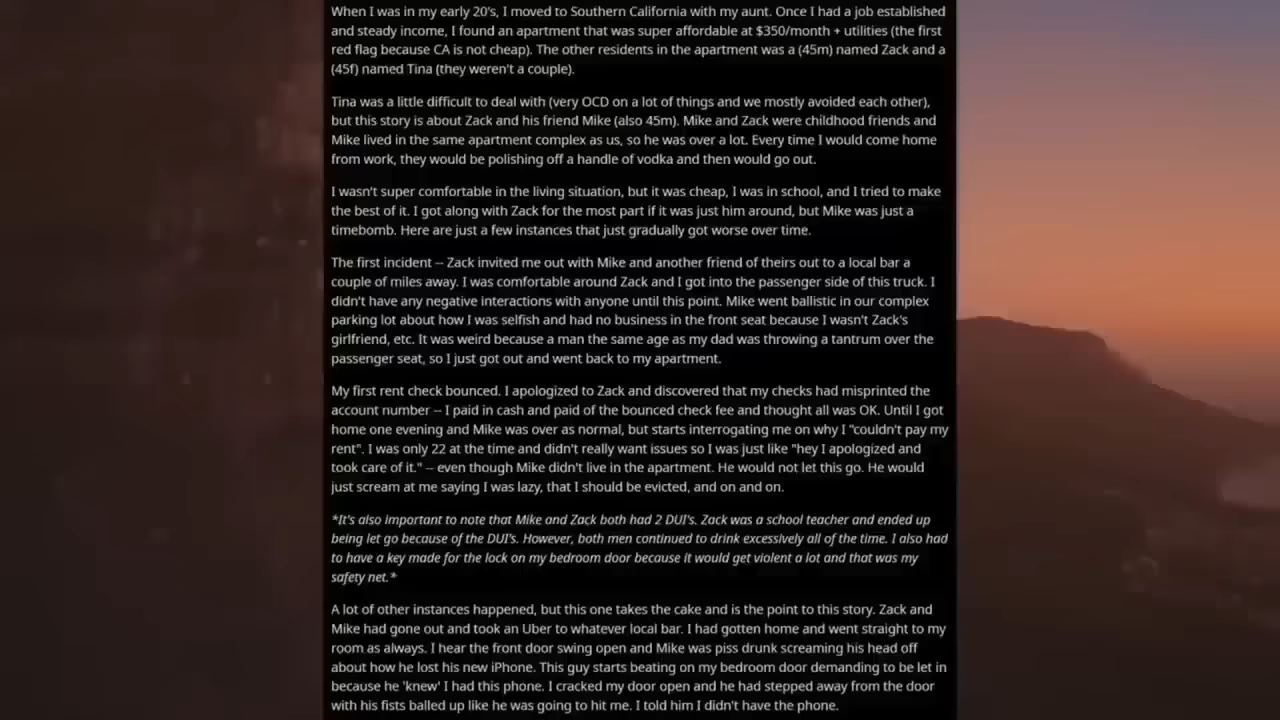 When I was in my early 20's, I moved to Southern California with my aunt. Once I had a job established
and steady income, I found an apartment that was super affordable at $350/month + utilities (the first
red flag because CA is not cheap). The other residents in the apartment was a (45m) named Zack and a
(45f) named Tina (they weren't a couple).
Tina was a little difficult to deal with (very OCD on a lot of things and we mostly avoided each other),
but this story is about Zack and his friend Mike (also 45m). Mike and Zack were childhood friends and
Mike lived in the same apartment complex as us, so he was over a lot. Every time I would come home
from work, they would be polishing off a handle of vodka and then would go out.
I wasn't super comfortable in the living situation, but it was cheap, I was in school, and I tried to make
the best of it. I got along with Zack for the most part if it was just him around, but Mike was just a
timebomb. Here are just a few instances that just gradually got worse over time.
The first incident -- Zack invited me out with Mike and another friend of theirs out to a local bar a
couple of miles away. I was comfortable around Zack and I got into the passenger side of this truck. I
didn't have any negative interactions with anyone until this point. Mike went ballistic in our complex
parking lot about how I was selfish and had no business in the front seat because I wasn't Zack's
girlfriend, etc. It was weird because a man the same age as my dad was throwing a tantrum over the
passenger seat, so I just got out and went back to my apartment.
My first rent check bounced. I apologized to Zack and discovered that my checks had misprinted the
account number -- I paid in cash and paid of the bounced check fee and thought all was OK. Until I got
home one evening and Mike was over as normal, but starts interrogating me on why I "couldn't pay my
rent". I was only 22 at the time and didn't really want issues so I was just like "hey I apologized and
took care of it." -- even though Mike didn't live in the apartment. He would not let this go. He would
just scream at me saying I was lazy, that I should be evicted, and on and on.
*It's also important to note that Mike and Zack both had 2 DUI's. Zack was a school teacher and ended up
being let go because of the DUI's. However, both men continued to drink excessively all of the time. I also had
to have a key made for the lock on my bedroom door because it would get violent a lot and that was my
safety net.*
A lot of other instances happened, but this one takes the cake and is the point to this story. Zack and
Mike had gone out and took an Uber to whatever local bar. I had gotten home and went straight to my
room as always. I hear the front door swing open and Mike was piss drunk screaming his head off
about how he lost his new iPhone. This guy starts beating on my bedroom door demanding to be let in
because he 'knew' I had this phone. I cracked my door open and he had stepped away from the door
with his fists balled up like he was going to hit me. I told him I didn't have the phone.